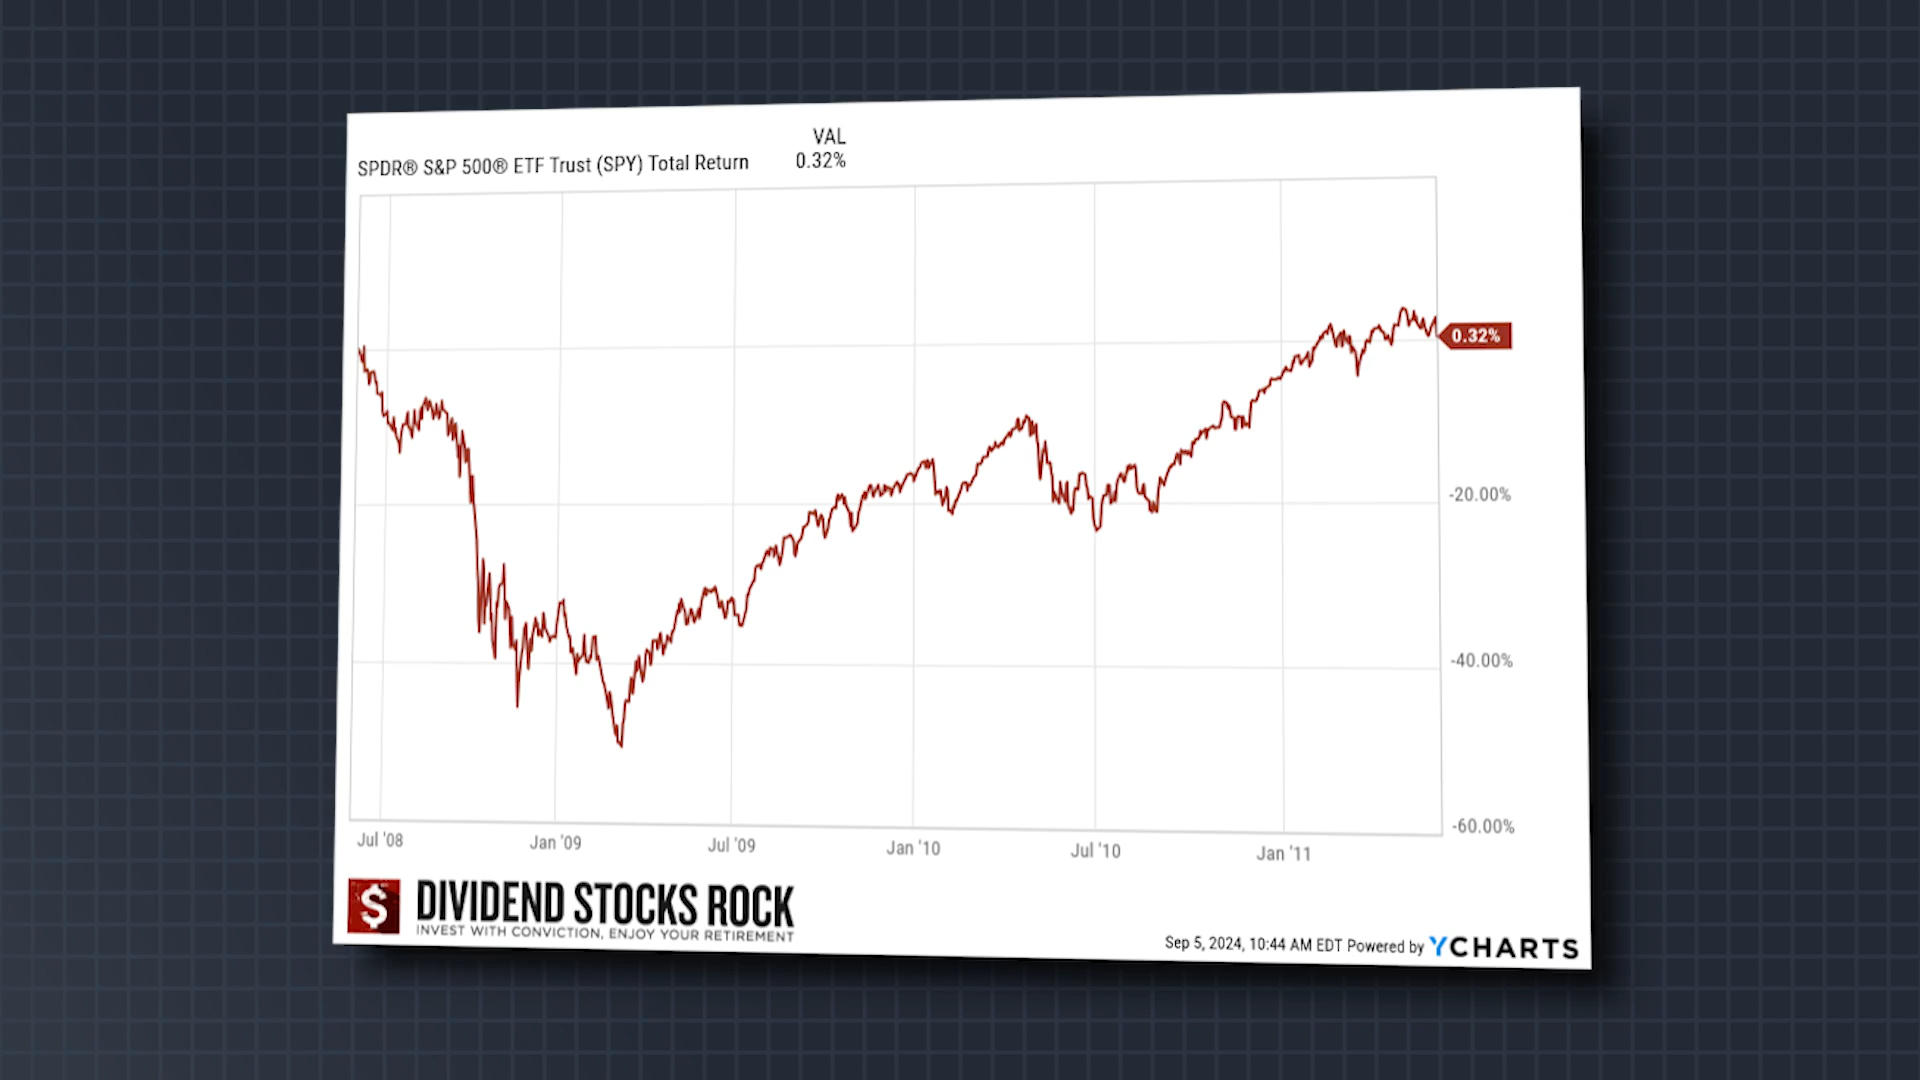 VAL
SPDR® S&P 500® ETF Trust (SPY) Total Return 0.32%
0.32%
-20.00%
-40.00%
-60.00%
Jul '08 Jan '09 Jul '09 Jan '10 Jul '10 Jan '11
$ DIVIDEND STOCKS ROCK
INVEST WITH CONVICTION, ENJOY YOUR RETIREMENT
Sep 5, 2024, 10:44 AM EDT Powered by YCHARTS